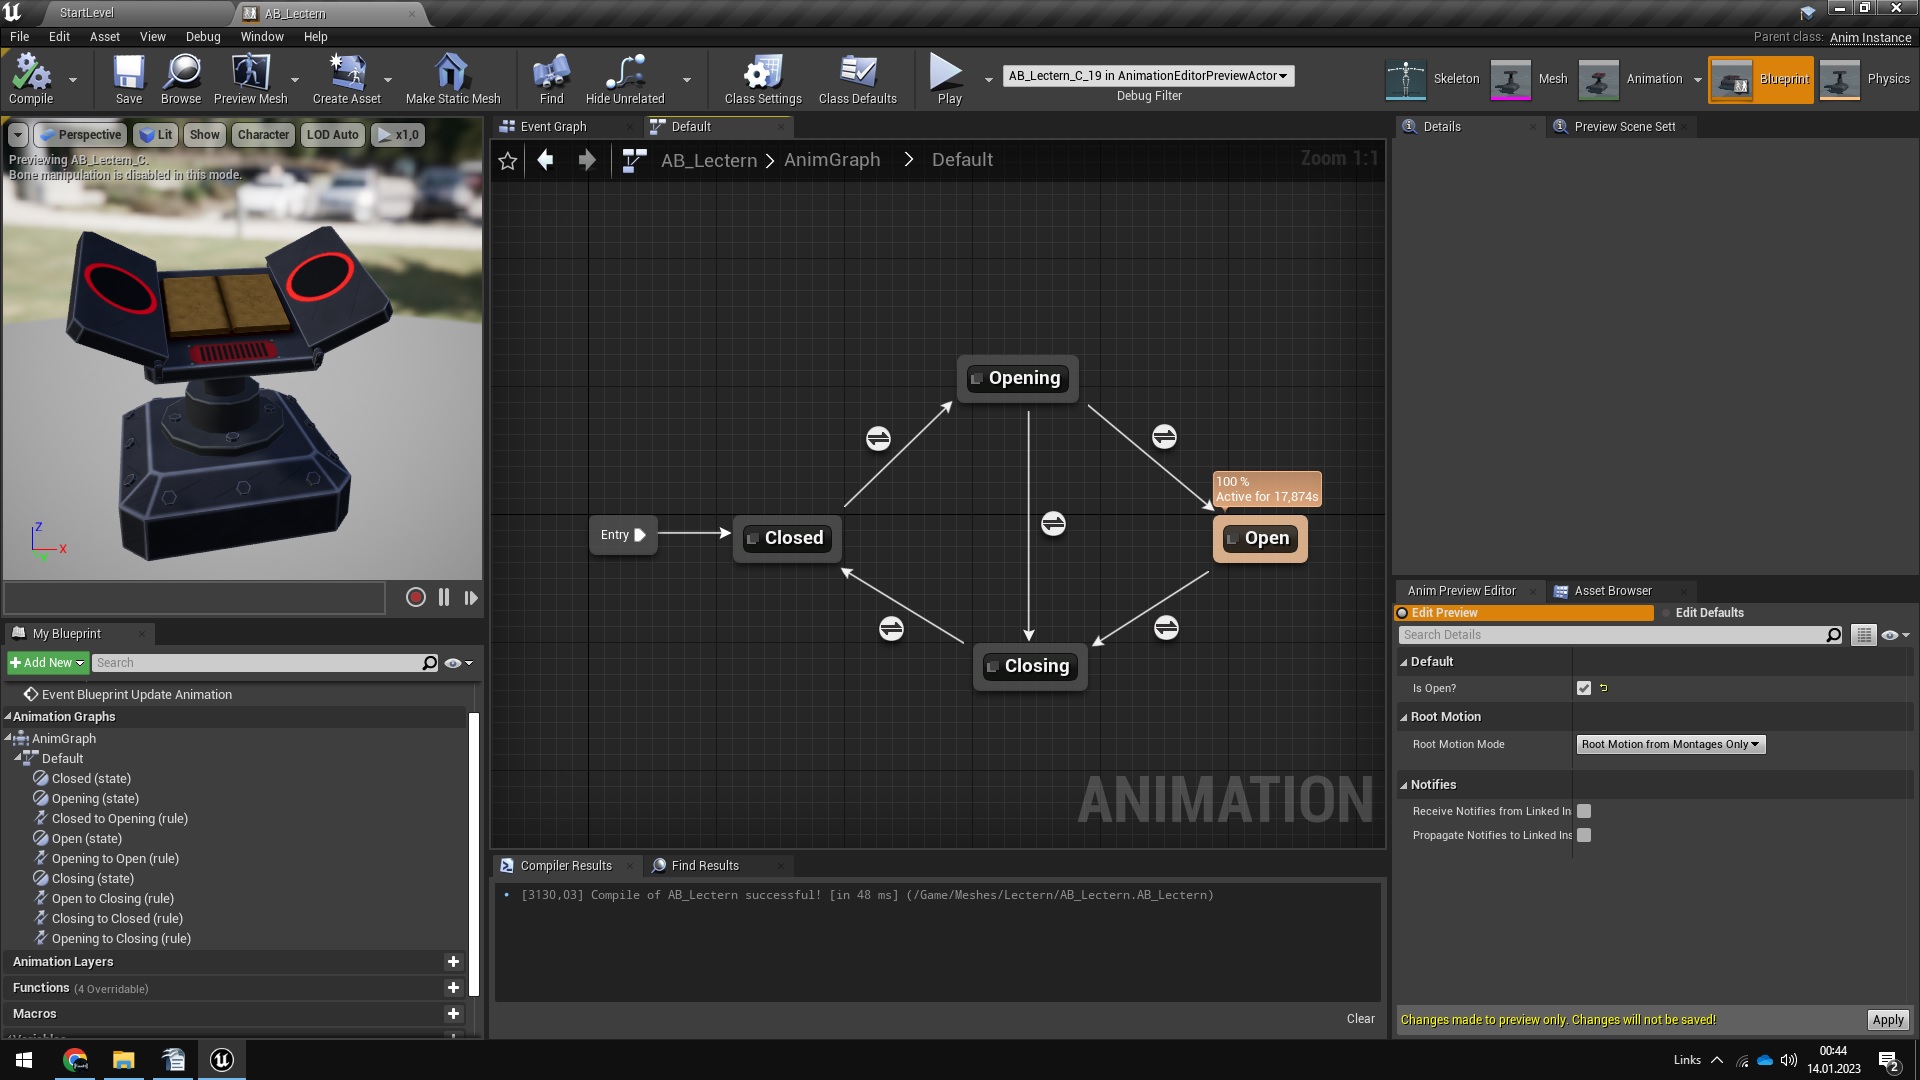 StartLevel
AB_Lectern
File Edit Asset View Debug Window Help
Parent class: Anim Instance
Compile
Save
Browse
Preview Mesh
Create Asset
Make Static Mesh
Find
Hide Unrelated
Class Settings
Class Defaults
Play
AB_Lectern_C_19 in AnimationEditorPreviewActor
Debug Filter
Skeleton
Mesh
Animation
Blueprint
Physics
Perspective
Lit
Show
Character
LOD Auto
x1,0
Previewing AB_Lectern_C.
Bone manipulation is disabled in this mode.
Z
X
Event Graph
Default
AB_Lectern > AnimGraph > Default
Zoom 1:1
Opening
100 %
Active for 17,874s
Entry
Closed
Open
Closing
ANIMATION
My Blueprint
Add New
Search
Event Blueprint Update Animation
Animation Graphs
AnimGraph
Default
Closed (state)
Opening (state)
Closed to Opening (rule)
Open (state)
Opening to Open (rule)
Closing (state)
Open to Closing (rule)
Closing to Closed (rule)
Opening to Closing (rule)
Animation Layers
Functions (4 Overridable)
Macros
Compiler Results
Find Results
[3130,03] Compile of AB_Lectern successful! [in 48 ms] (/Game/Meshes/Lectern/AB_Lectern.AB_Lectern)
Clear
Details
Preview Scene Sett
Anim Preview Editor
Asset Browser
Edit Preview
Edit Defaults
Search Details
Default
Is Open?
Root Motion
Root Motion Mode
Root Motion from Montages Only
Notifies
Receive Notifies from Linked In
Propagate Notifies to Linked Ins
Changes made to preview only. Changes will not be saved!
Apply
Links
00:44
14.01.2023
2